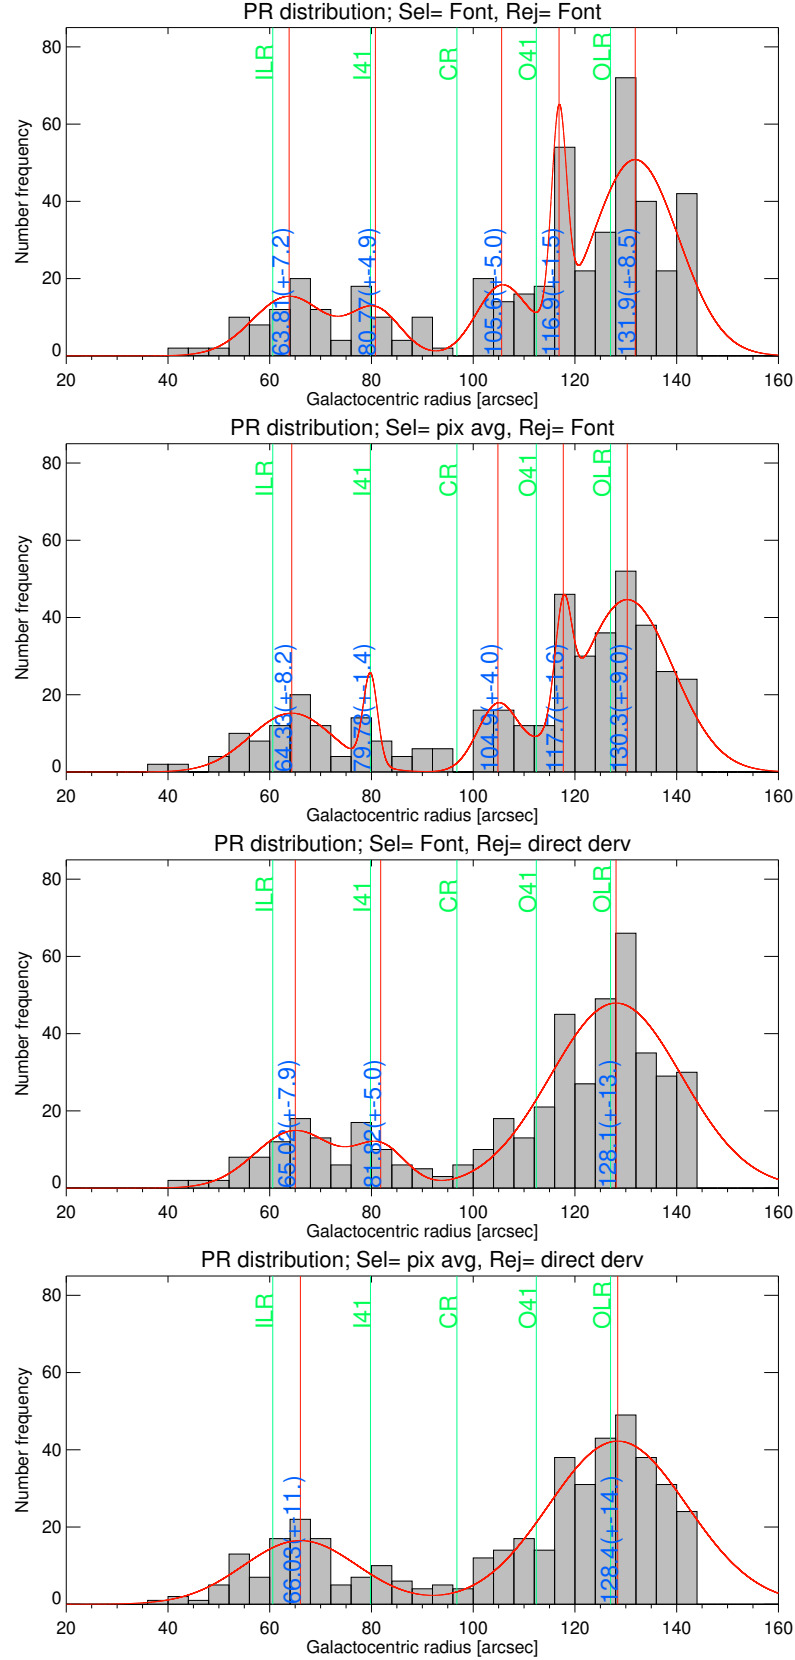 PR distribution; Sel= Font, Rej= Font
80
60
40
20
0
Number frequency
ILR
I41
CR
O41
OLR
63.81(+-7.2)
80.77(+-4.9)
105.6(+-5.0)
116.9(+-1.5)
131.9(+-8.5)
20 40 60 80 100 120 140 160
Galactocentric radius [arcsec]
PR distribution; Sel= pix avg, Rej= Font
80
60
40
20
0
Number frequency
ILR
I41
CR
O41
OLR
64.33(+-8.2)
79.78(+-1.4)
104.9(+-4.0)
117.7(+-1.6)
130.3(+-9.0)
20 40 60 80 100 120 140 160
Galactocentric radius [arcsec]
PR distribution; Sel= Font, Rej= direct derv
80
60
40
20
0
Number frequency
ILR
I41
CR
O41
OLR
65.02(+-7.9)
81.82(+-5.0)
128.1(+-13.)
20 40 60 80 100 120 140 160
Galactocentric radius [arcsec]
PR distribution; Sel= pix avg, Rej= direct derv
80
60
40
20
0
Number frequency
ILR
I41
CR
O41
OLR
66.03(+-11.)
128.4(+-14.)
20 40 60 80 100 120 140 160
Galactocentric radius [arcsec]